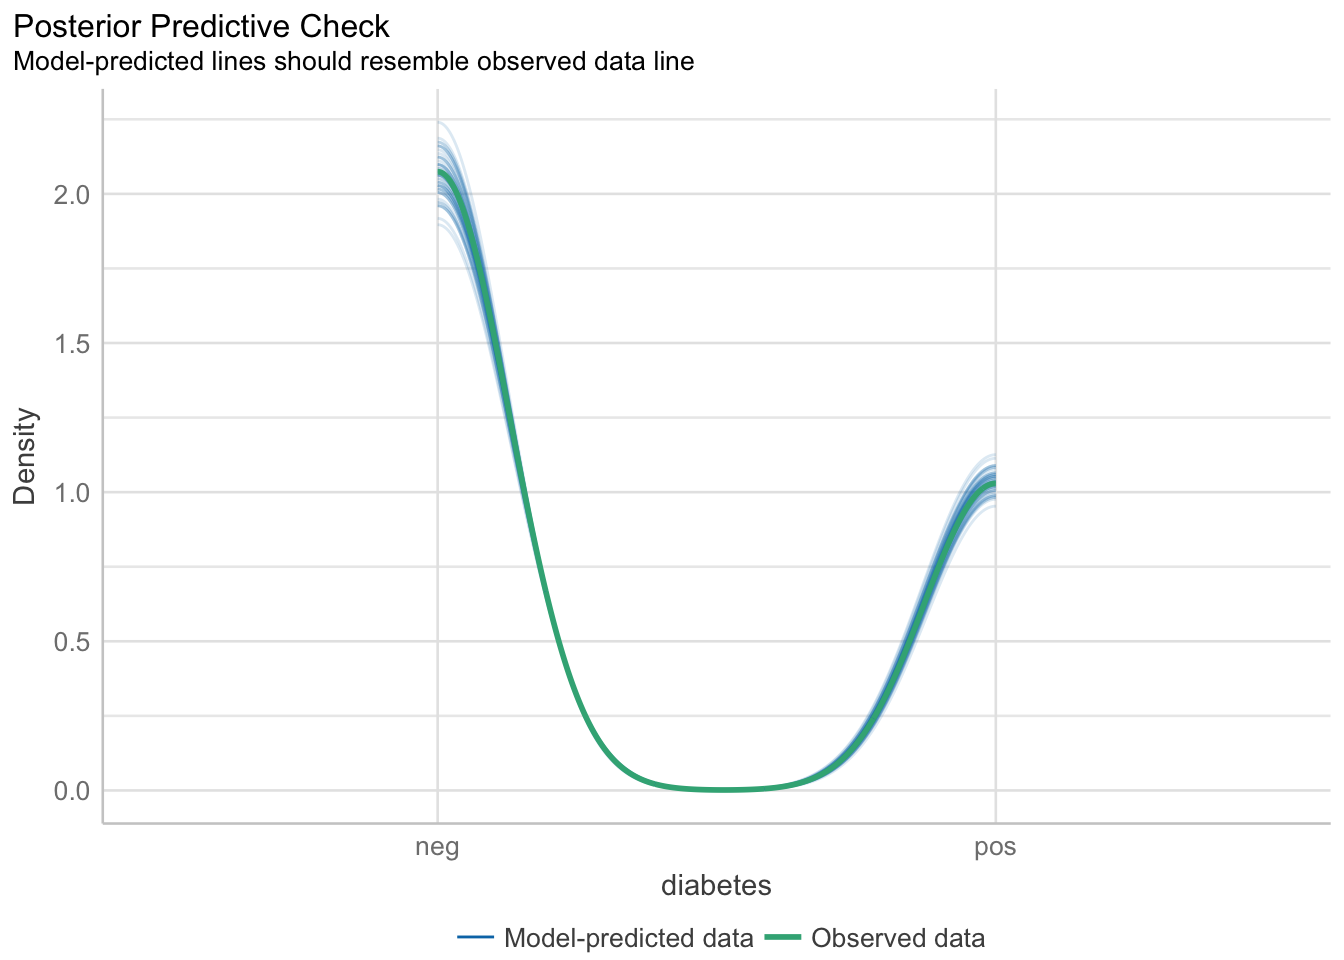 Posterior Predictive Check
Model-predicted lines should resemble observed data line
Density
2.0
1.5
1.0
0.5
0.0
neg
pos
diabetes
Model-predicted data
Observed data